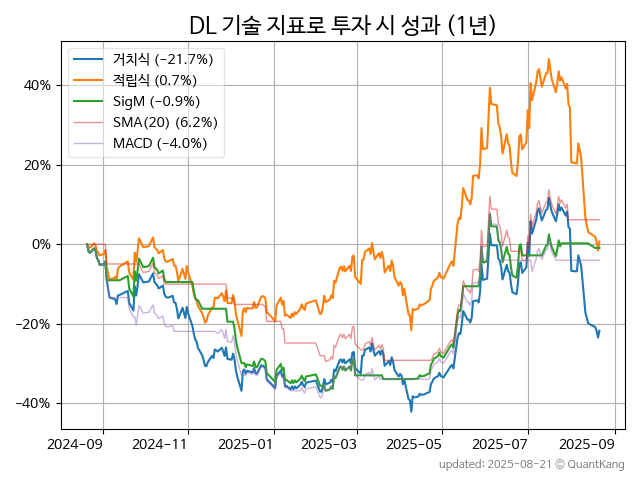 DL 기술 지표로 투자 시 성과 (1년)
거치식 (−21.7%)
적립식 (0.7%)
SigM (−0.9%)
SMA(20) (6.2%)
MACD (−4.0%)
40%
20%
0%
−20%
−40%
2024-09 2024-11 2025-01 2025-03 2025-05 2025-07 2025-09
updated: 2025-08-21 © QuantKang